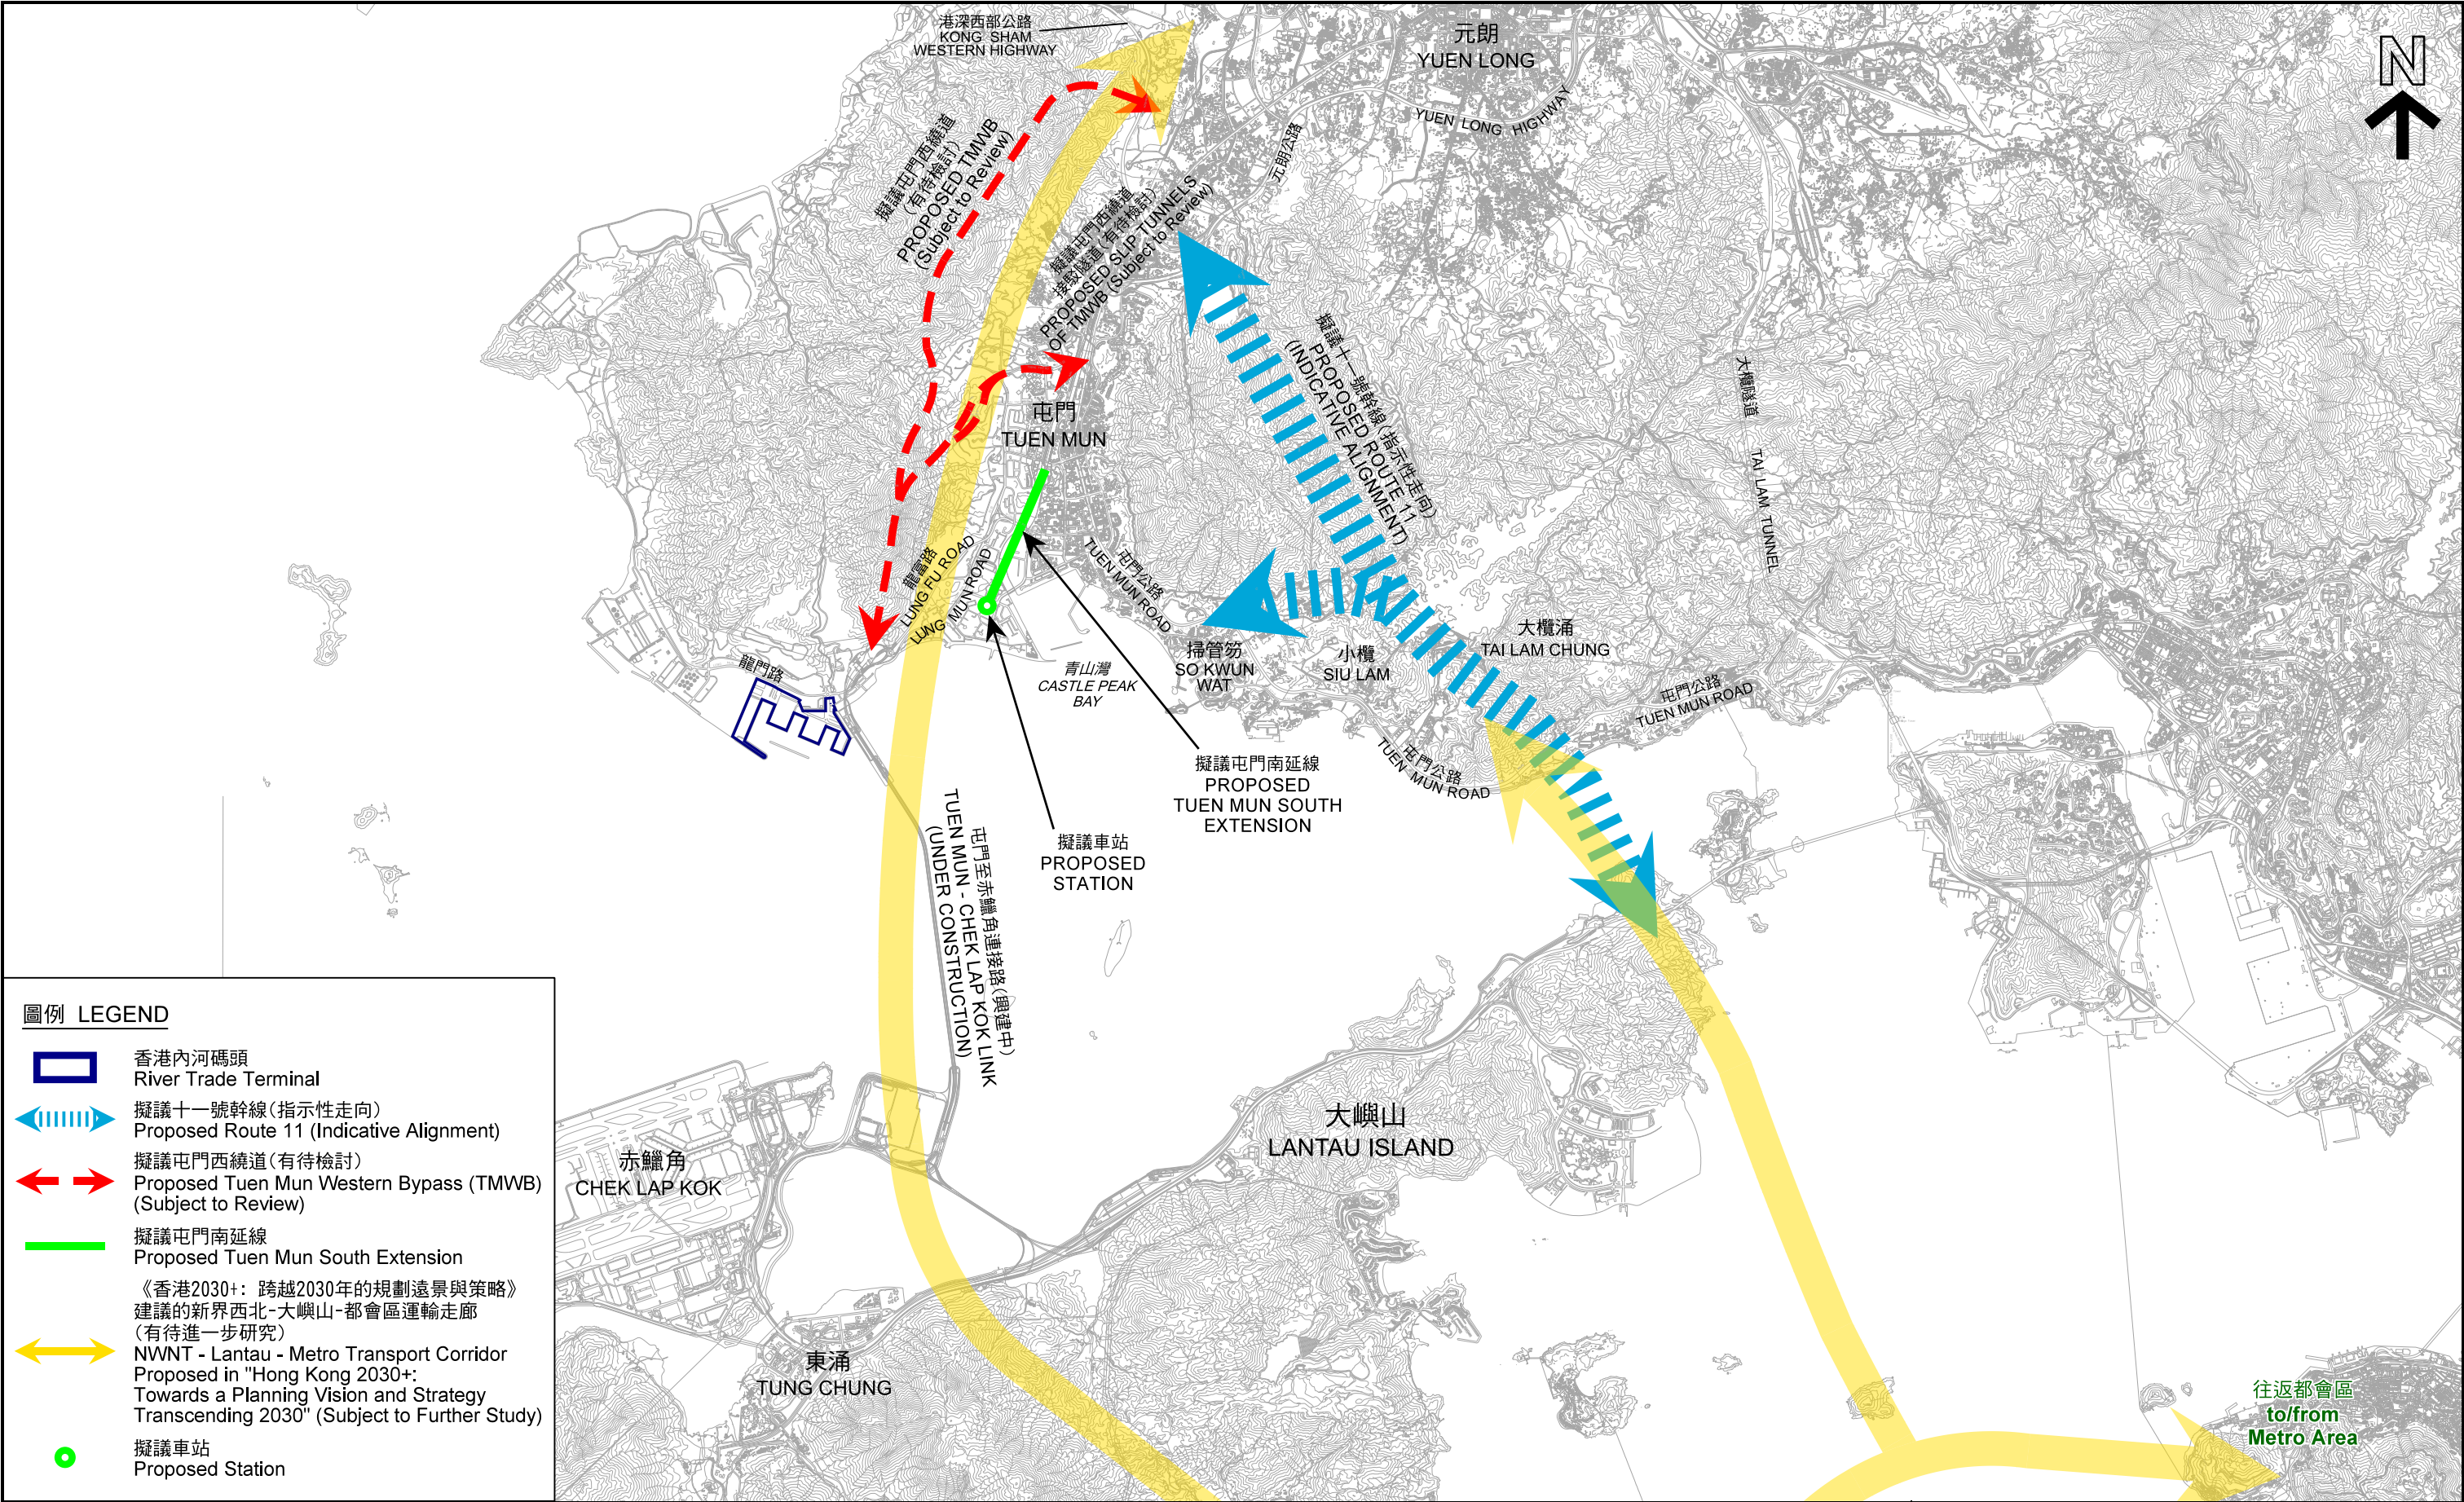 港深西部公路
KONG SHAM
WESTERN HIGHWAY
元朗
YUEN LONG
N
YUEN LONG HIGHWAY
元朗公路
擬議屯門西繞道
(有待檢討)
PROPOSED TMWB
(Subject to Review)
擬議屯門西繞道
接駁隧道(有待檢討)
PROPOSED SLIP TUNNELS
OF TMWB (Subject to Review)
擬議十一號幹線(指示性走向)
PROPOSED ROUTE 11
(INDICATIVE ALIGNMENT)
大欖隧道
TAI LAM TUNNEL
屯門
TUEN MUN
龍富路
LUNG FU ROAD
LUNG MUN ROAD
龍門路
屯門公路
TUEN MUN ROAD
青山灣
CASTLE PEAK
BAY
掃管笏
SO KWUN
WAT
小欖
SIU LAM
大欖涌
TAI LAM CHUNG
屯門公路
TUEN MUN ROAD
屯門公路
TUEN MUN ROAD
擬議屯門南延線
PROPOSED
TUEN MUN SOUTH
EXTENSION
擬議車站
PROPOSED
STATION
屯門至赤鱲角連接路(興建中)
TUEN MUN - CHEK LAP KOK LINK
(UNDER CONSTRUCTION)
大嶼山
LANTAU ISLAND
赤鱲角
CHEK LAP KOK
東涌
TUNG CHUNG
往返都會區
to/from
Metro Area
圖例 LEGEND
香港內河碼頭
River Trade Terminal
擬議十一號幹線(指示性走向)
Proposed Route 11 (Indicative Alignment)
擬議屯門西繞道(有待檢討)
Proposed Tuen Mun Western Bypass (TMWB)
(Subject to Review)
擬議屯門南延線
Proposed Tuen Mun South Extension
《香港2030+: 跨越2030年的規劃遠景與策略》
建議的新界西北-大嶼山-都會區運輸走廊
(有待進一步研究)
NWNT - Lantau - Metro Transport Corridor
Proposed in "Hong Kong 2030+:
Towards a Planning Vision and Strategy
Transcending 2030" (Subject to Further Study)
擬議車站
Proposed Station